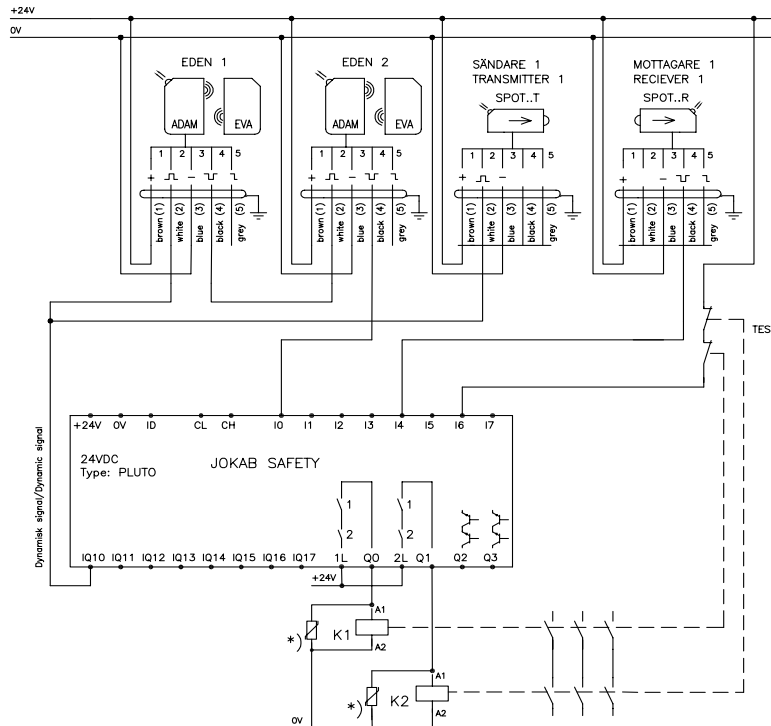 +24V
0V
EDEN 1
EDEN 2
SÄNDARE 1
TRANSMITTER 1
SPOT..T
MOTTAGARE 1
RECIEVER 1
SPOT..R
ADAM
EVA
ADAM
EVA
1 2 3 4 5
1 2 3 4 5
1 2 3 4 5
1 2 3 4 5
+ –
+ –
+ –
+ –
brown (1)
white (2)
blue (3)
black (4)
grey (5)
brown (1)
white (2)
blue (3)
black (4)
grey (5)
brown (1)
white (2)
blue (3)
black (4)
grey (5)
brown (1)
white (2)
blue (3)
black (4)
grey (5)
TES
Dynamisk signal/Dynamic signal
+24V 0V ID CL CH I0 I1 I2 I3 I4 I5 I6 I7
24VDC
Type: PLUTO
JOKAB SAFETY
1
2
1
2
IQ10 IQ11 IQ12 IQ13 IQ14 IQ15 IQ16 IQ17 1L Q0 2L Q1 Q2 Q3
+24V
A1
*) K1
A2
A1
*) K2
A2
0V